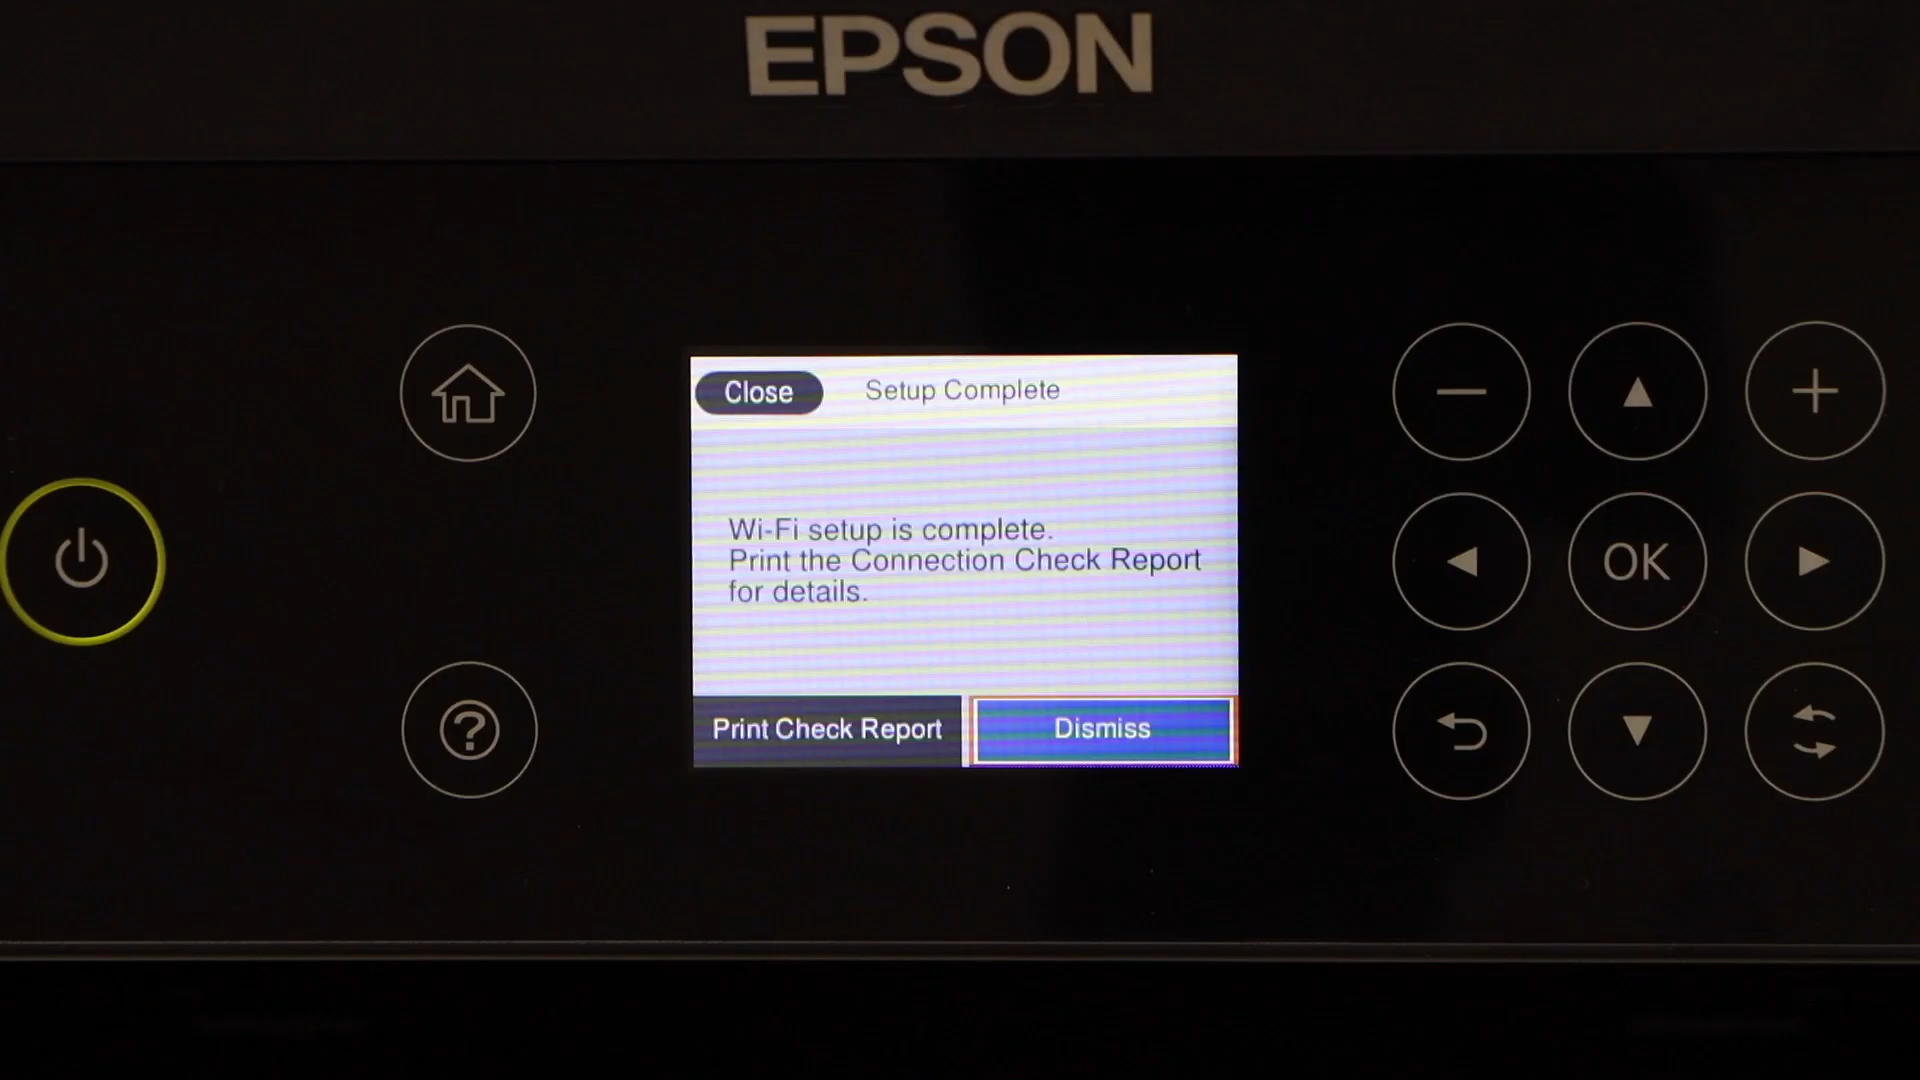 EPSON
Close
Setup Complete
Wi-Fi setup is complete.
Print the Connection Check Report
for details.
Print Check Report
Dismiss
OK